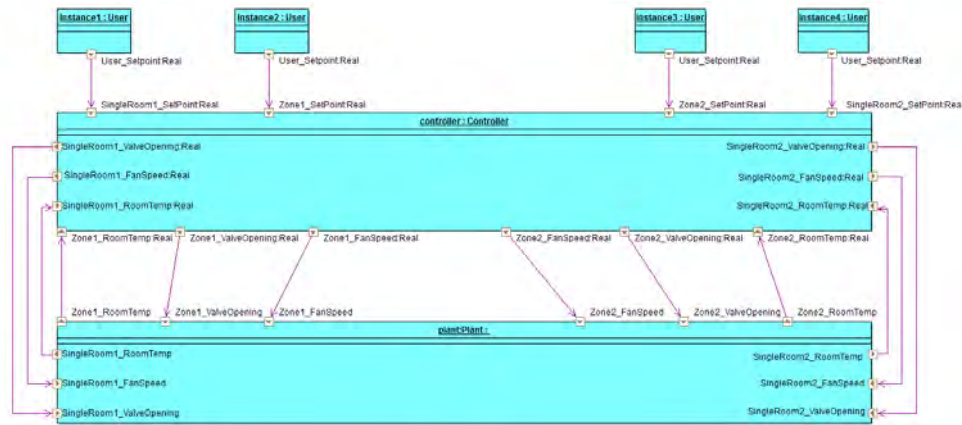 Instance1 : User
Instance2 : User
Instance3 : User
Instance4 : User
User_Setpoint:Real
User_Setpoint:Real
User_Setpoint:Real
User_Setpoint:Real
SingleRoom1_SetPoint:Real
Zone1_SetPoint:Real
Zone2_SetPoint:Real
SingleRoom2_SetPoint:Real
controller : Controller
SingleRoom1_ValveOpening:Real
SingleRoom2_ValveOpening:Real
SingleRoom1_FanSpeed:Real
SingleRoom2_FanSpeed:Real
SingleRoom1_RoomTemp:Real
SingleRoom2_RoomTemp:Real
Zone1_RoomTemp:Real
Zone1_ValveOpening:Real
Zone1_FanSpeed:Real
Zone2_FanSpeed:Real
Zone2_ValveOpening:Real
Zone2_RoomTemp:Real
Zone1_RoomTemp
Zone1_ValveOpening
Zone1_FanSpeed
Zone2_FanSpeed
Zone2_ValveOpening
Zone2_RoomTemp
plant:Plant :
SingleRoom1_RoomTemp
SingleRoom2_RoomTemp
SingleRoom1_FanSpeed
SingleRoom2_FanSpeed
SingleRoom1_ValveOpening
SingleRoom2_ValveOpening